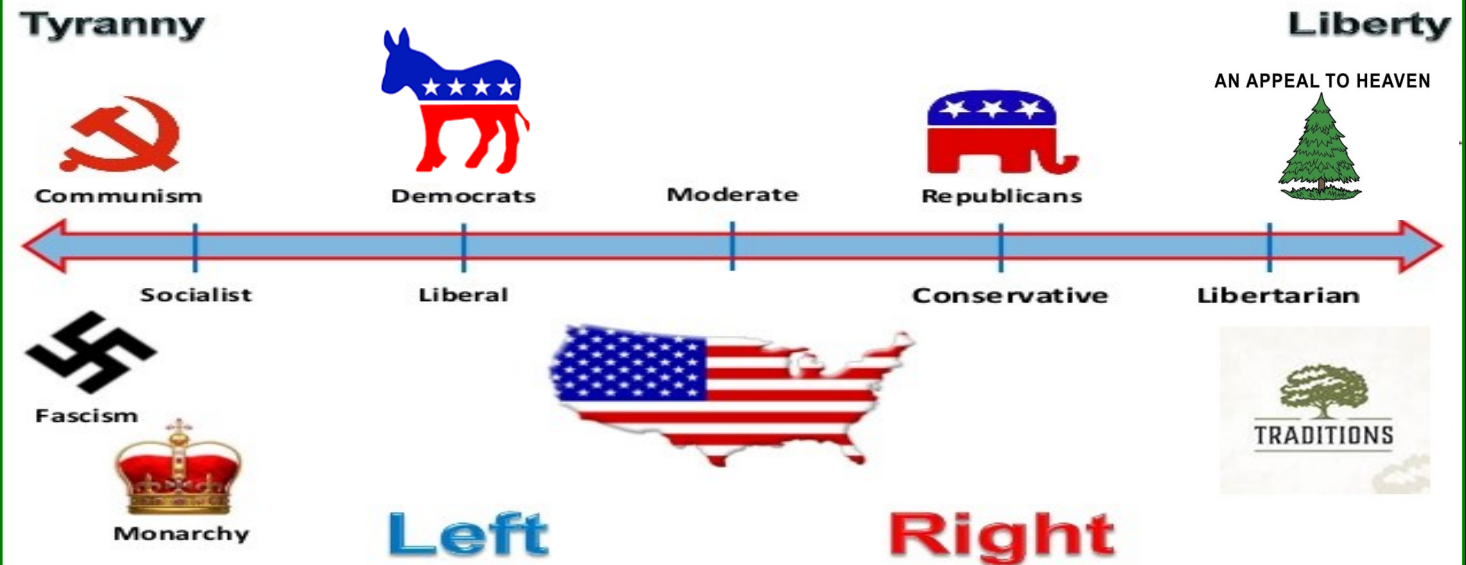 Tyranny
Liberty
AN APPEAL TO HEAVEN
Communism
Democrats
Moderate
Republicans
Socialist
Liberal
Conservative
Libertarian
Fascism
TRADITIONS
Monarchy
Left
Right